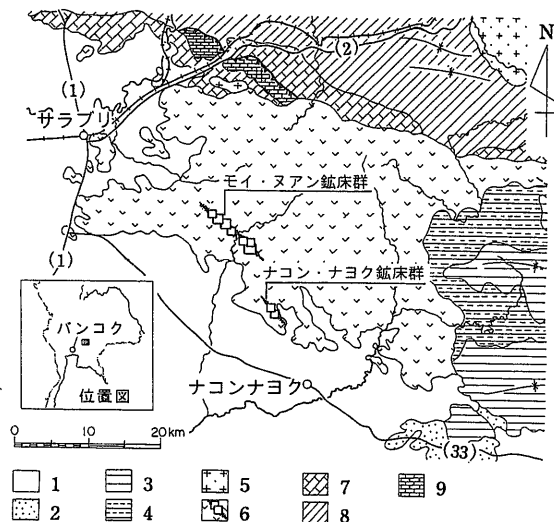 N
(2)
(1)
サラブリ
モイ・ヌアン鉱床群
(1)
ナコン・ナヨク鉱床群
バンコク
位置図
ナコンナヨク
0 10 20km
(33)
1 3 5 7 9
2 4 6 8